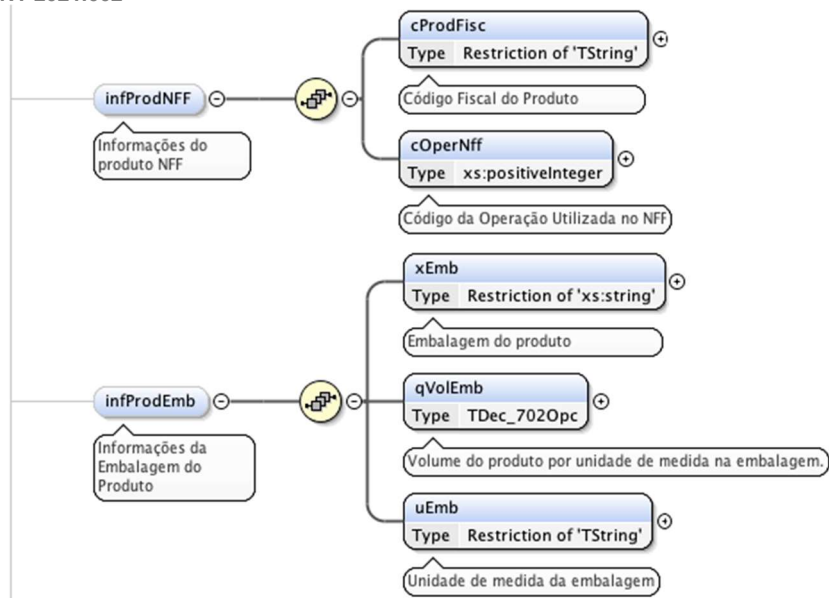 infProdNFF
Informações do
produto NFF
cProdFisc
Type Restriction of 'TString'
Código Fiscal do Produto
cOperNff
Type xs:positiveInteger
Código da Operação Utilizada no NFF
infProdEmb
Informações da
Embalagem do
Produto
xEmb
Type Restriction of 'xs:string'
Embalagem do produto
qVolEmb
Type TDec_702Opc
Volume do produto por unidade de medida na embalagem.
uEmb
Type Restriction of 'TString'
Unidade de medida da embalagem